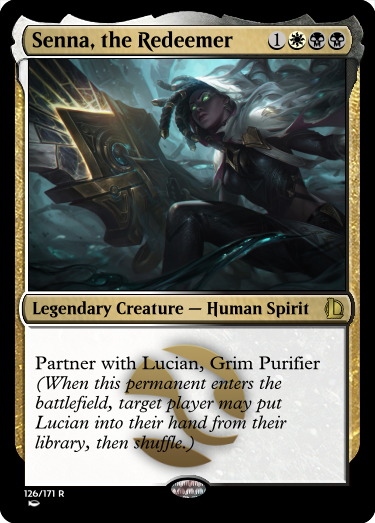 Senna, the Redeemer 1
Legendary Creature — Human Spirit
Partner with Lucian, Grim Purifier
(When this permanent enters the
battlefield, target player may put
Lucian into their hand from their
library, then shuffle.)
126/171 R